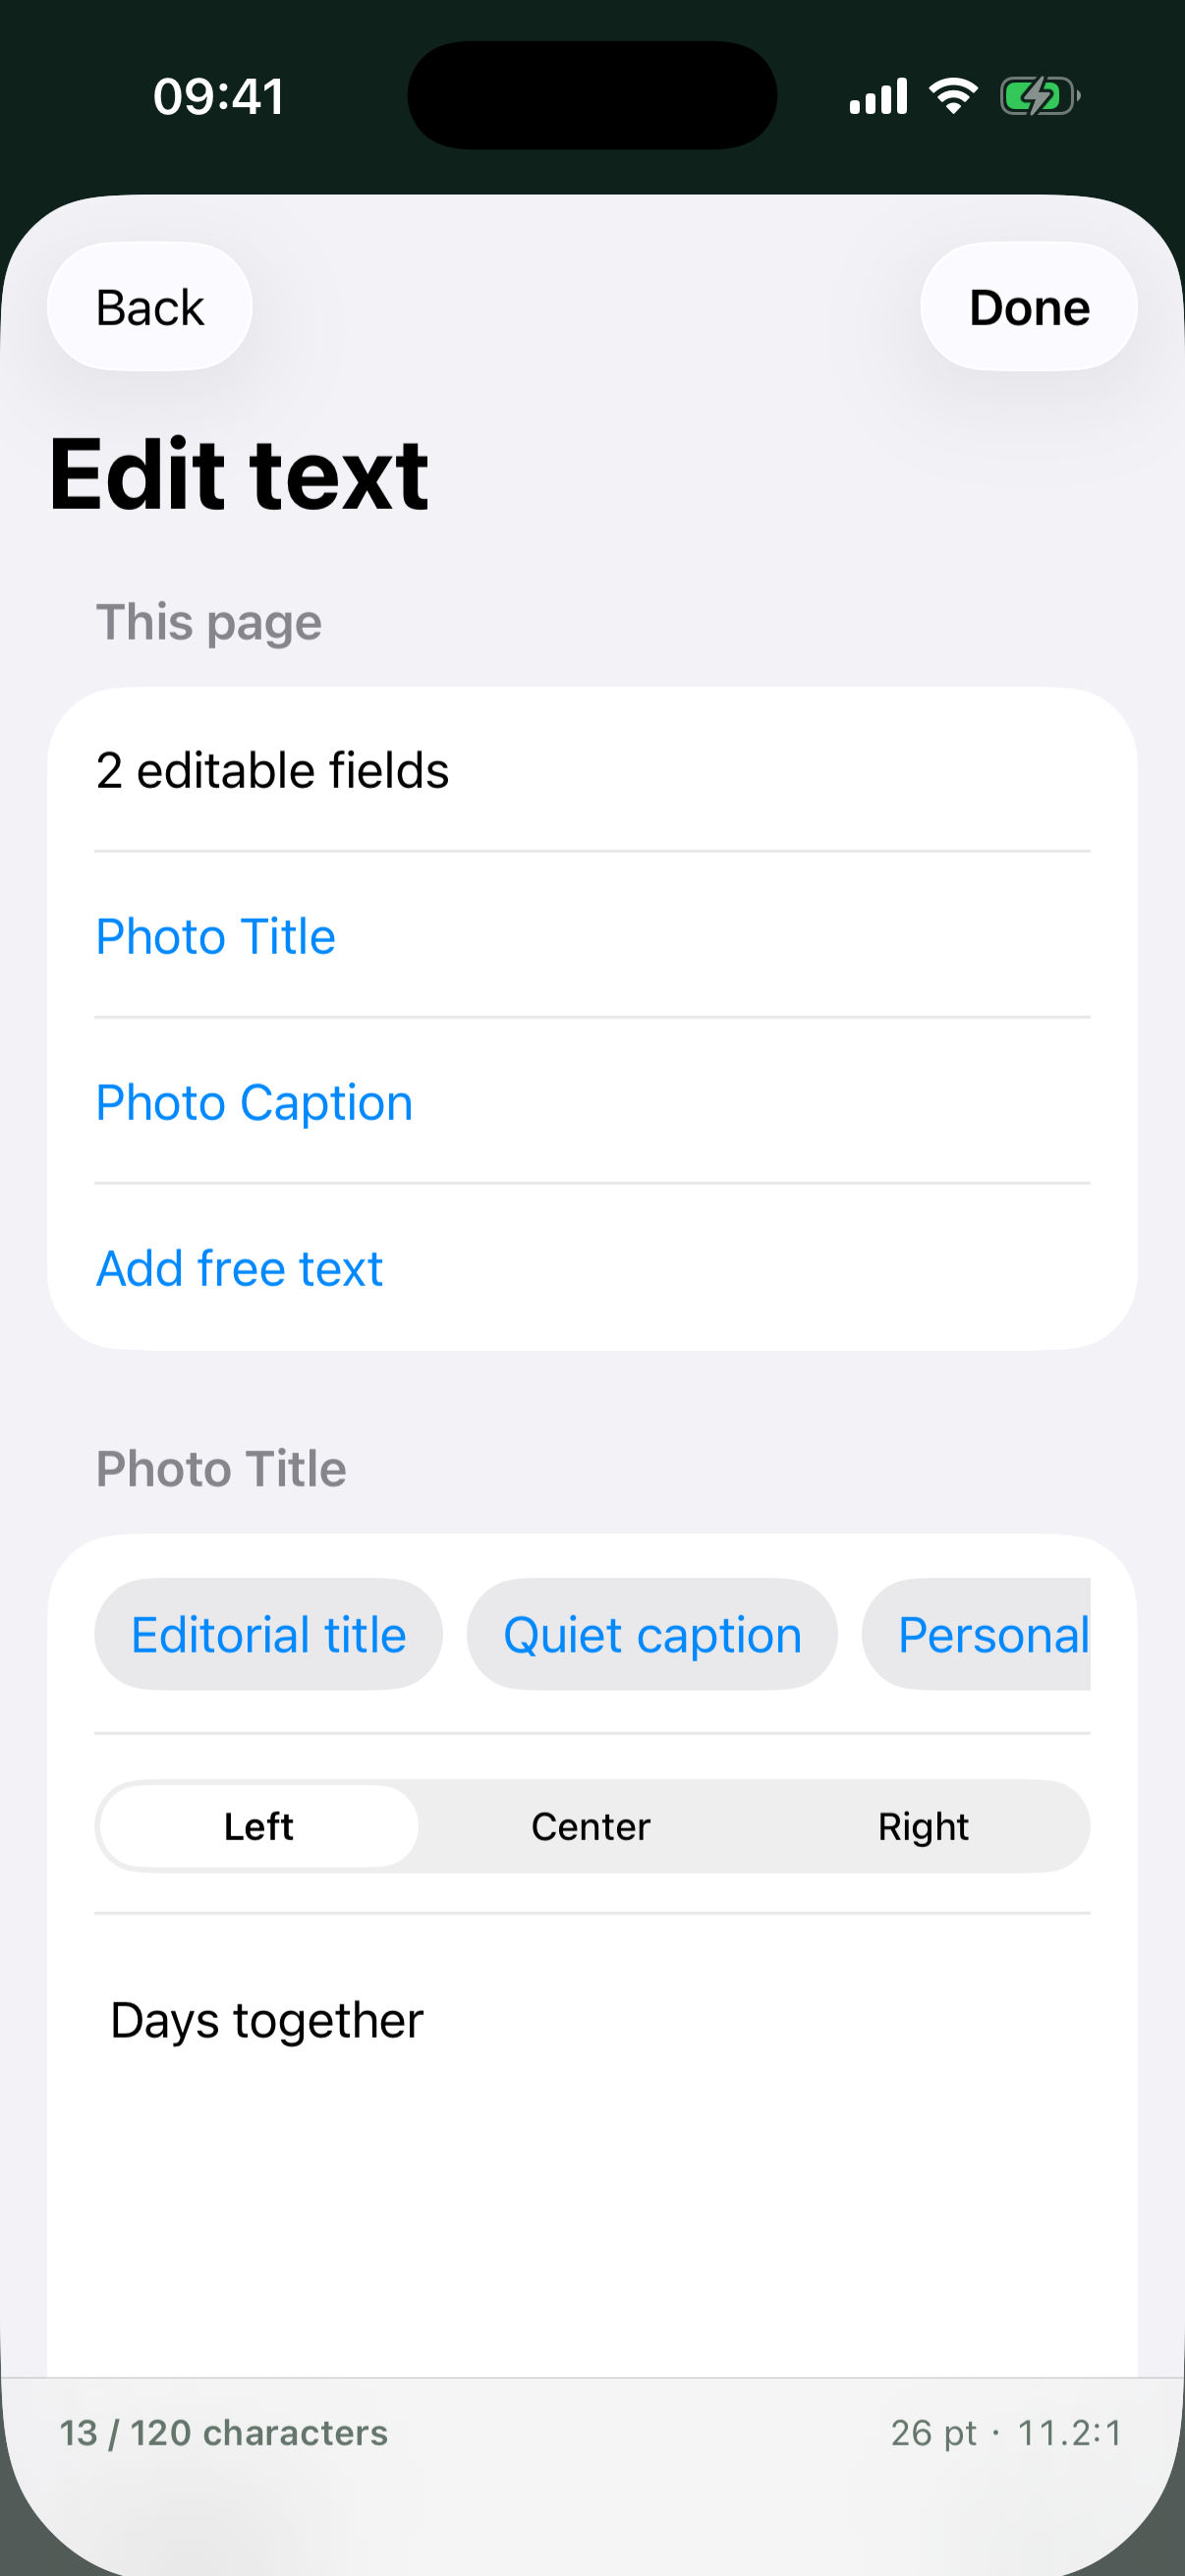 09:41
Back
Done
Edit text
This page
2 editable fields
Photo Title
Photo Caption
Add free text
Photo Title
Editorial title
Quiet caption
Personal
Left
Center
Right
Days together
13 / 120 characters
26 pt · 11.2:1